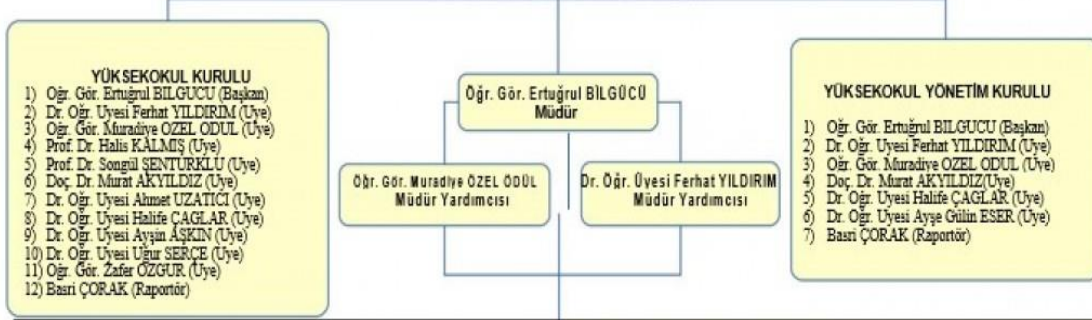 YÜKSEKOKUL KURULU
1) Öğr. Gör. Ertuğrul BİLGÜCÜ (Başkan)
2) Dr. Öğr. Üyesi Ferhat YILDIRIM (Üye)
3) Öğr. Gör. Muradiye ÖZEL ÖDÜL (Üye)
4) Prof. Dr. Halis KALMIŞ (Üye)
5) Prof. Dr. Songül ŞENTÜRKLÜ (Üye)
6) Doç. Dr. Murat AKYILDIZ (Üye)
7) Dr. Öğr. Üyesi Ahmet UZATICI (Üye)
8) Dr. Öğr. Üyesi Halife ÇAĞLAR (Üye)
9) Dr. Öğr. Üyesi Ayşin AŞKIN (Üye)
10) Dr. Öğr. Üyesi Uğur SERÇE (Üye)
11) Öğr. Gör. Zafer ÖZGÜR (Üye)
12) Basri ÇORAK (Raportör)
Öğr. Gör. Ertuğrul BİLGÜCÜ
Müdür
Öğr. Gör. Muradiye ÖZEL ÖDÜL
Müdür Yardımcısı
Dr. Öğr. Üyesi Ferhat YILDIRIM
Müdür Yardımcısı
YÜKSEKOKUL YÖNETİM KURULU
1) Öğr. Gör. Ertuğrul BİLGÜCÜ (Başkan)
2) Dr. Öğr. Üyesi Ferhat YILDIRIM (Üye)
3) Öğr. Gör. Muradiye ÖZEL ÖDÜL (Üye)
4) Doç. Dr. Murat AKYILDIZ(Üye)
5) Dr. Öğr. Üyesi Halife ÇAĞLAR (Üye)
6) Dr. Öğr. Üyesi Ayşe Gülin ESER (Üye)
7) Basri ÇORAK (Raportör)